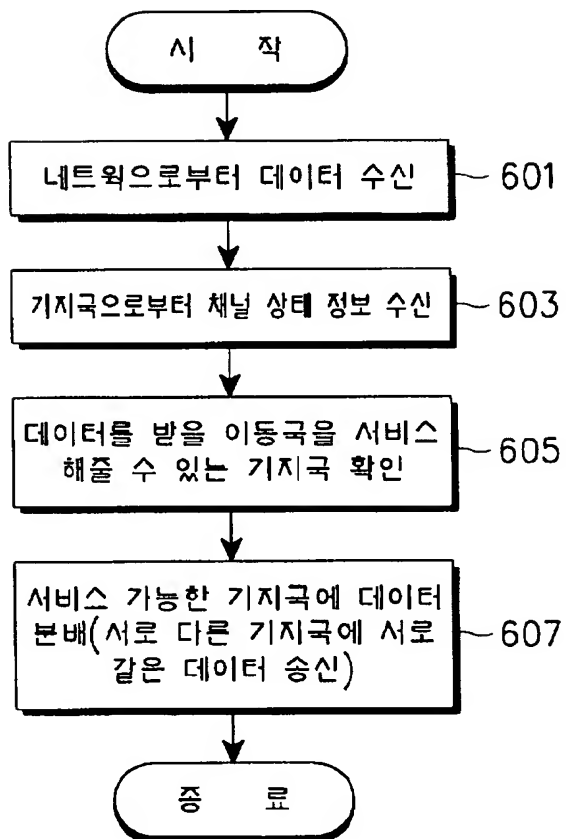 시 작
네트웍으로부터 데이터 수신
601
기지국으로부터 채널 상태 정보 수신
603
데이터를 받을 이동국을 서비스
해줄 수 있는 기지국 확인
605
서비스 가능한 기지국에 데이터
분배(서로 다른 기지국에 서로
같은 데이터 송신)
607
종 료